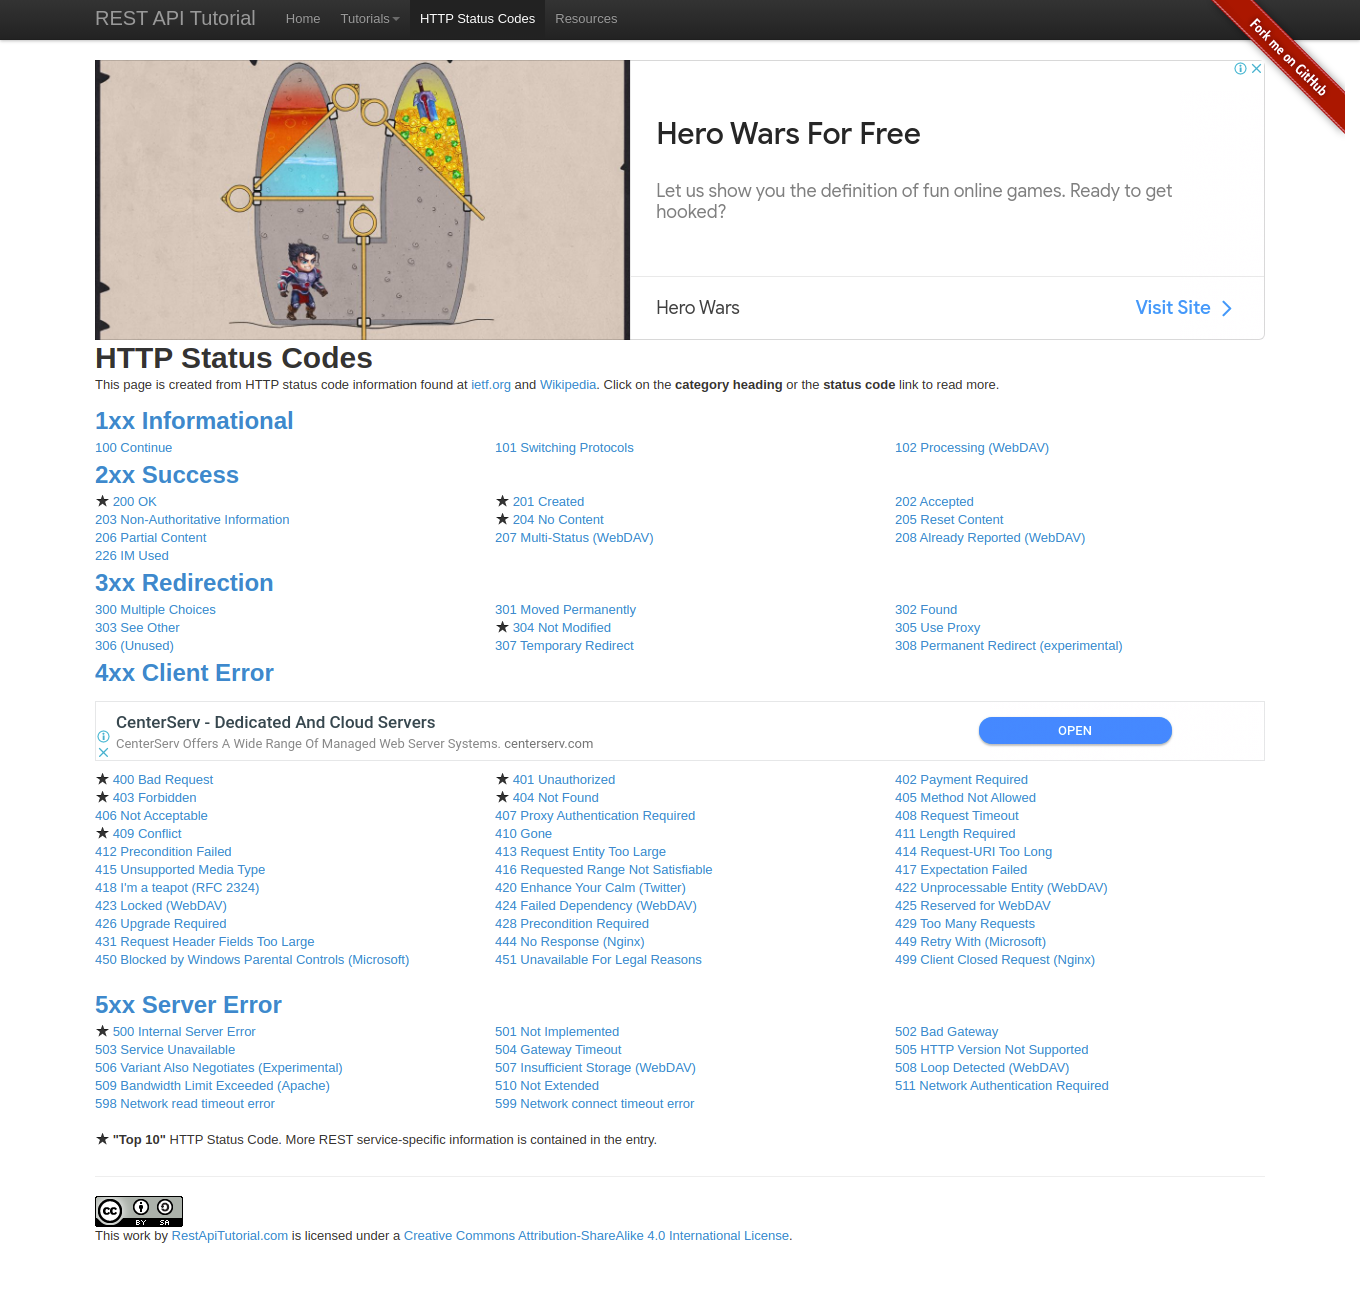 REST API Tutorial Home Tutorials HTTP Status Codes Resources
Fork me on GitHub
Hero Wars For Free
Let us show you the definition of fun online games. Ready to get
hooked?
Hero Wars Visit Site
HTTP Status Codes
This page is created from HTTP status code information found at ietf.org and Wikipedia. Click on the category heading or the status code link to read more.
1xx Informational
100 Continue 101 Switching Protocols 102 Processing (WebDAV)
2xx Success
★ 200 OK ★ 201 Created 202 Accepted
203 Non-Authoritative Information ★ 204 No Content 205 Reset Content
206 Partial Content 207 Multi-Status (WebDAV) 208 Already Reported (WebDAV)
226 IM Used
3xx Redirection
300 Multiple Choices 301 Moved Permanently 302 Found
303 See Other ★ 304 Not Modified 305 Use Proxy
306 (Unused) 307 Temporary Redirect 308 Permanent Redirect (experimental)
4xx Client Error
CenterServ - Dedicated And Cloud Servers
CenterServ Offers A Wide Range Of Managed Web Server Systems. centerserv.com OPEN
★ 400 Bad Request ★ 401 Unauthorized 402 Payment Required
★ 403 Forbidden ★ 404 Not Found 405 Method Not Allowed
406 Not Acceptable 407 Proxy Authentication Required 408 Request Timeout
★ 409 Conflict 410 Gone 411 Length Required
412 Precondition Failed 413 Request Entity Too Large 414 Request-URI Too Long
415 Unsupported Media Type 416 Requested Range Not Satisfiable 417 Expectation Failed
418 I'm a teapot (RFC 2324) 420 Enhance Your Calm (Twitter) 422 Unprocessable Entity (WebDAV)
423 Locked (WebDAV) 424 Failed Dependency (WebDAV) 425 Reserved for WebDAV
426 Upgrade Required 428 Precondition Required 429 Too Many Requests
431 Request Header Fields Too Large 444 No Response (Nginx) 449 Retry With (Microsoft)
450 Blocked by Windows Parental Controls (Microsoft) 451 Unavailable For Legal Reasons 499 Client Closed Request (Nginx)
5xx Server Error
★ 500 Internal Server Error 501 Not Implemented 502 Bad Gateway
503 Service Unavailable 504 Gateway Timeout 505 HTTP Version Not Supported
506 Variant Also Negotiates (Experimental) 507 Insufficient Storage (WebDAV) 508 Loop Detected (WebDAV)
509 Bandwidth Limit Exceeded (Apache) 510 Not Extended 511 Network Authentication Required
598 Network read timeout error 599 Network connect timeout error
★ "Top 10" HTTP Status Code. More REST service-specific information is contained in the entry.
cc BY SA
This work by RestApiTutorial.com is licensed under a Creative Commons Attribution-ShareAlike 4.0 International License.